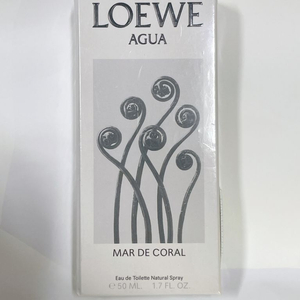 LOEWE
AGUA
MAR DE CORAL
Eau de Toilette Natural Spray
℮50 ML 1.7 FL. OZ